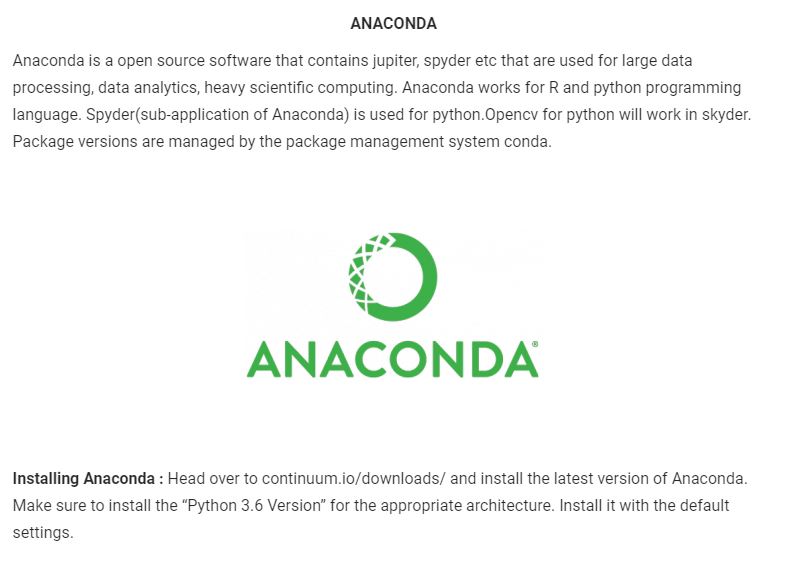 ANACONDA
Anaconda is a open source software that contains jupiter, spyder etc that are used for large data
processing, data analytics, heavy scientific computing. Anaconda works for R and python programming
language. Spyder(sub-application of Anaconda) is used for python.Opencv for python will work in skyder.
Package versions are managed by the package management system conda.
ANACONDA®
Installing Anaconda : Head over to continuum.io/downloads/ and install the latest version of Anaconda.
Make sure to install the “Python 3.6 Version” for the appropriate architecture. Install it with the default
settings.